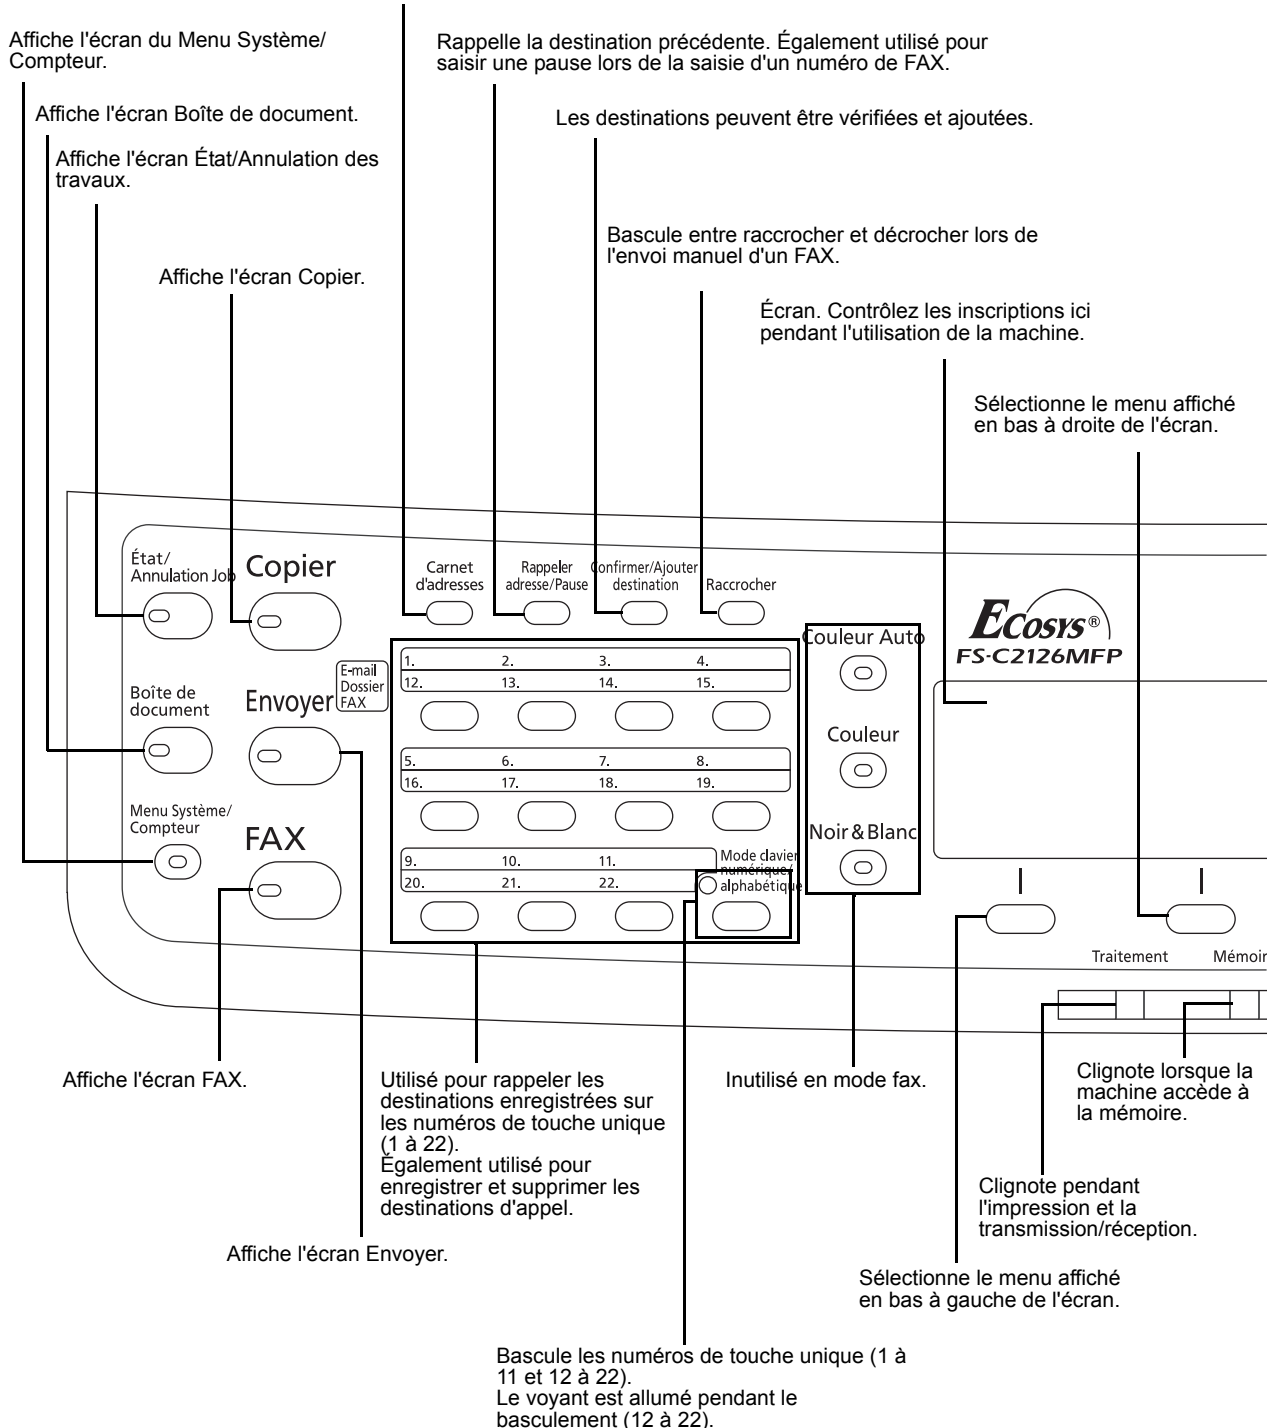 Affiche l'écran du Menu Système/
Compteur.
Rappelle la destination précédente. Également utilisé pour
saisir une pause lors de la saisie d'un numéro de FAX.
Affiche l'écran Boîte de document.
Les destinations peuvent être vérifiées et ajoutées.
Affiche l'écran État/Annulation des
travaux.
Bascule entre raccrocher et décrocher lors de
l'envoi manuel d'un FAX.
Affiche l'écran Copier.
Écran. Contrôlez les inscriptions ici
pendant l'utilisation de la machine.
Sélectionne le menu affiché
en bas à droite de l'écran.
État/
Annulation Job
Copier
Carnet
d'adresses
Rappeler
adresse/Pause
Confirmer/Ajouter
destination
Raccrocher
ECOSYS®
FS-C2126MFP
Couleur Auto
E-mail
Dossier
FAX
1. 2. 3. 4.
12. 13. 14. 15.
Boîte de
document
Envoyer
Couleur
5. 6. 7. 8.
16. 17. 18. 19.
Menu Système/
Compteur
FAX
Noir & Blanc
9. 10. 11.
20. 21. 22.
Mode clavier
numérique/
alphabétique
Traitement Mémoir
Affiche l'écran FAX.
Utilisé pour rappeler les
destinations enregistrées sur
les numéros de touche unique
(1 à 22).
Également utilisé pour
enregistrer et supprimer les
destinations d'appel.
Inutilisé en mode fax.
Clignote lorsque la
machine accède à
la mémoire.
Clignote pendant
l'impression et la
transmission/réception.
Affiche l'écran Envoyer.
Sélectionne le menu affiché
en bas à gauche de l'écran.
Bascule les numéros de touche unique (1 à
11 et 12 à 22).
Le voyant est allumé pendant le
basculement (12 à 22).